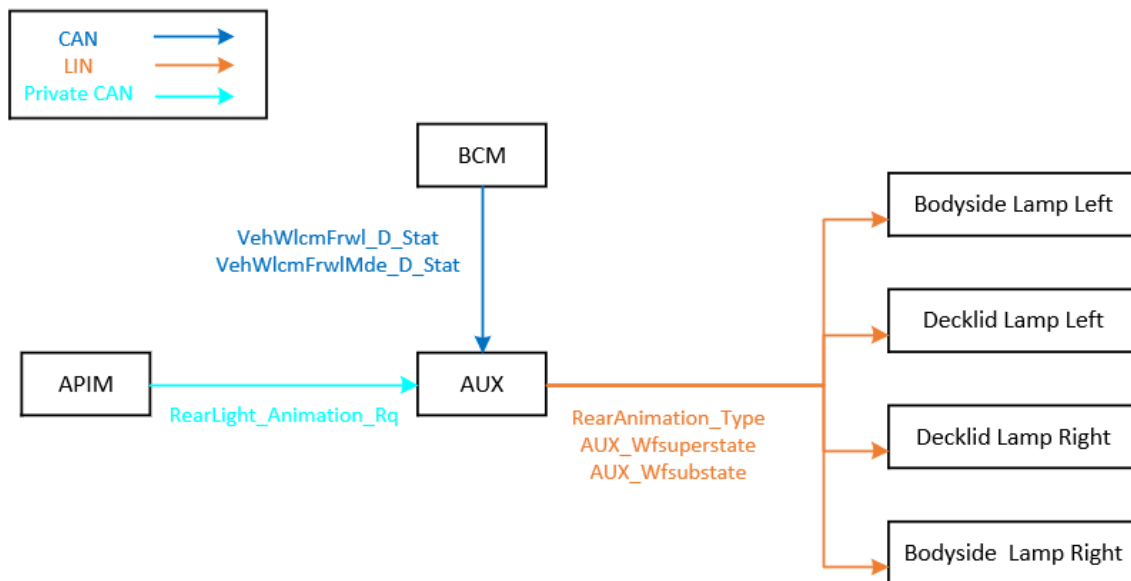 CAN
LIN
Private CAN
BCM
VehWlcmFrwl_D_Stat
VehWlcmFrwlMde_D_Stat
APIM
RearLight_Animation_Rq
AUX
RearAnimation_Type
AUX_Wfsuperstate
AUX_Wfsubstate
Bodyside Lamp Left
Decklid Lamp Left
Decklid Lamp Right
Bodyside Lamp Right